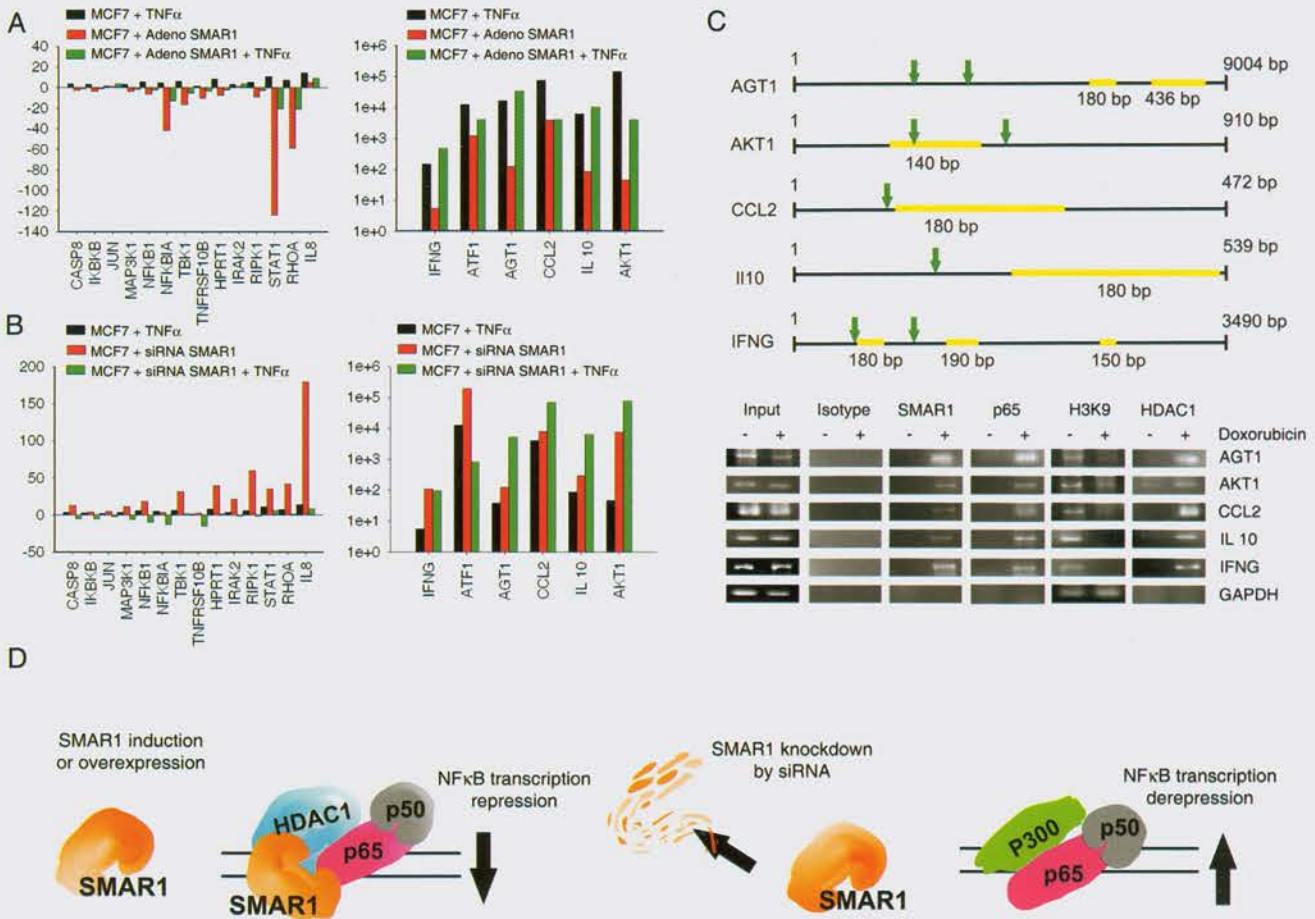 A
MCF7 + TNFα
MCF7 + Adeno SMAR1
MCF7 + Adeno SMAR1 + TNFα
40
20
0
-20
-40
-60
-80
-100
-120
-140
CASP8
IKBKB
JUN
MAP3K1
NFKB1
NFKBIA
TBK1
TNFRSF10B
HPRT1
IRAK2
RIPK1
STAT1
RHOA
IL8
MCF7 + TNFα
MCF7 + Adeno SMAR1
MCF7 + Adeno SMAR1 + TNFα
1e+6
1e+5
1e+4
1e+3
1e+2
1e+1
1e+0
IFNG
ATF1
AGT1
CCL2
IL 10
AKT1
B
MCF7 + TNFα
MCF7 + siRNA SMAR1
MCF7 + siRNA SMAR1 + TNFα
200
150
100
50
0
-50
CASP8
IKBKB
JUN
MAP3K1
NFKB1
NFKBIA
TBK1
TNFRSF10B
HPRT1
IRAK2
RIPK1
STAT1
RHOA
IL8
MCF7 + TNFα
MCF7 + siRNA SMAR1
MCF7 + siRNA SMAR1 + TNFα
1e+6
1e+5
1e+4
1e+3
1e+2
1e+1
1e+0
IFNG
ATF1
AGT1
CCL2
IL 10
AKT1
C
1
9004 bp
AGT1
180 bp 436 bp
1
910 bp
AKT1
140 bp
1
472 bp
CCL2
180 bp
1
539 bp
Il10
180 bp
1
3490 bp
IFNG
180 bp 190 bp 150 bp
Input Isotype SMAR1 p65 H3K9 HDAC1
- + - + - + - + - + - + Doxorubicin
AGT1
AKT1
CCL2
IL 10
IFNG
GAPDH
D
SMAR1 induction
or overexpression
SMAR1
HDAC1
p50
p65
SMAR1
NFκB transcription
repression
SMAR1 knockdown
by siRNA
SMAR1
P300
p50
p65
NFκB transcription
derepression